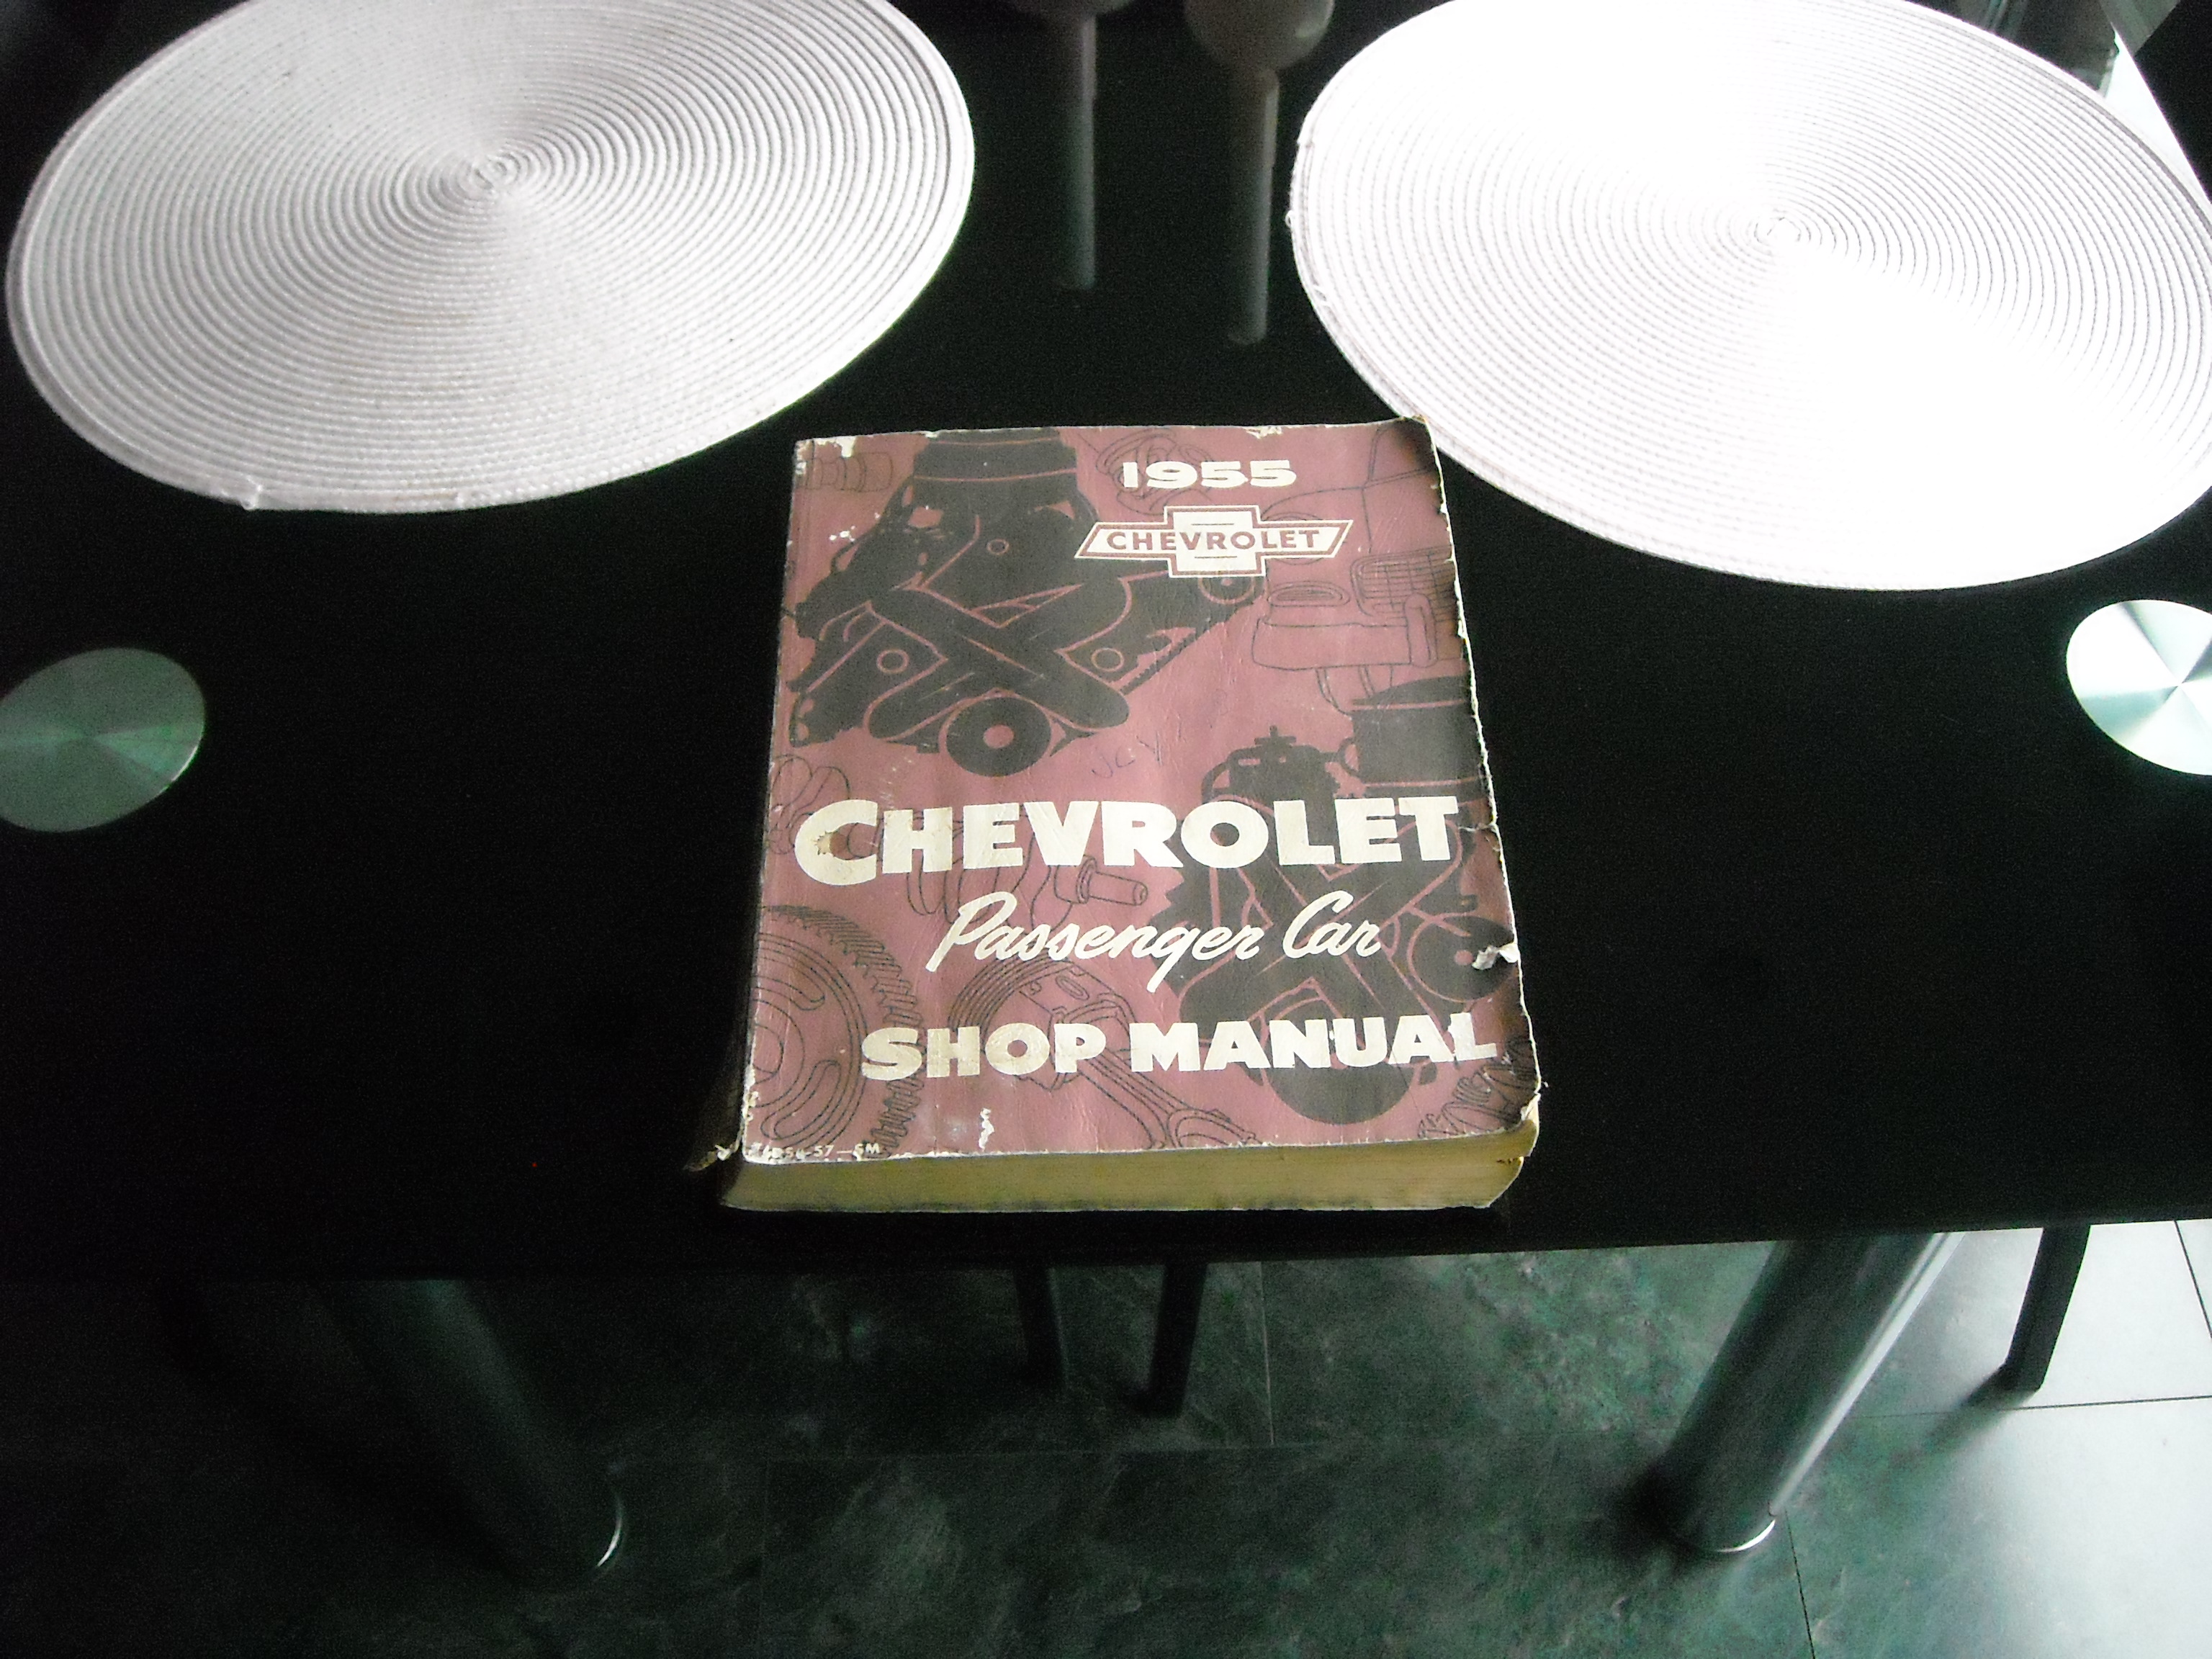 1955
CHEVROLET
CHEVROLET
Passenger Car
SHOP MANUAL